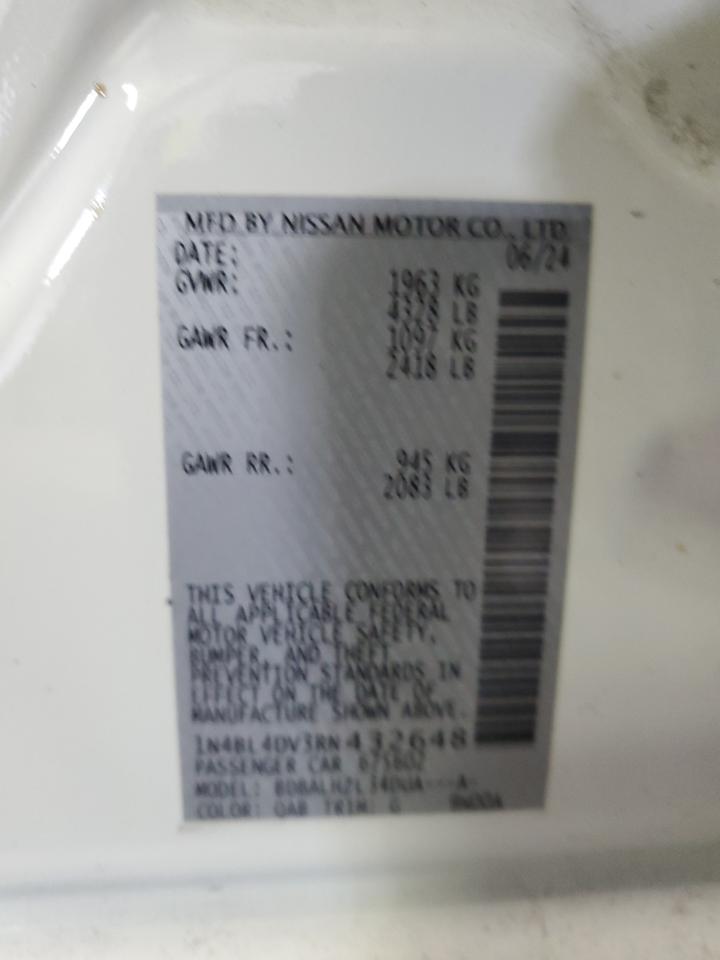 MFD BY NISSAN MOTOR CO., LTD.
DATE: 06/24
GVWR: 1963 KG
4328 LB
GAWR FR.: 1097 KG
2418 LB
GAWR RR.: 945 KG
2083 LB
THIS VEHICLE CONFORMS TO
ALL APPLICABLE FEDERAL
MOTOR VEHICLE SAFETY,
BUMPER, AND THEFT
PREVENTION STANDARDS IN
EFFECT ON THE DATE OF
MANUFACTURE SHOWN ABOVE.
1N4BL4DV3RN432648
PASSENGER CAR
MODEL:
COLOR: QAB TRIM: G